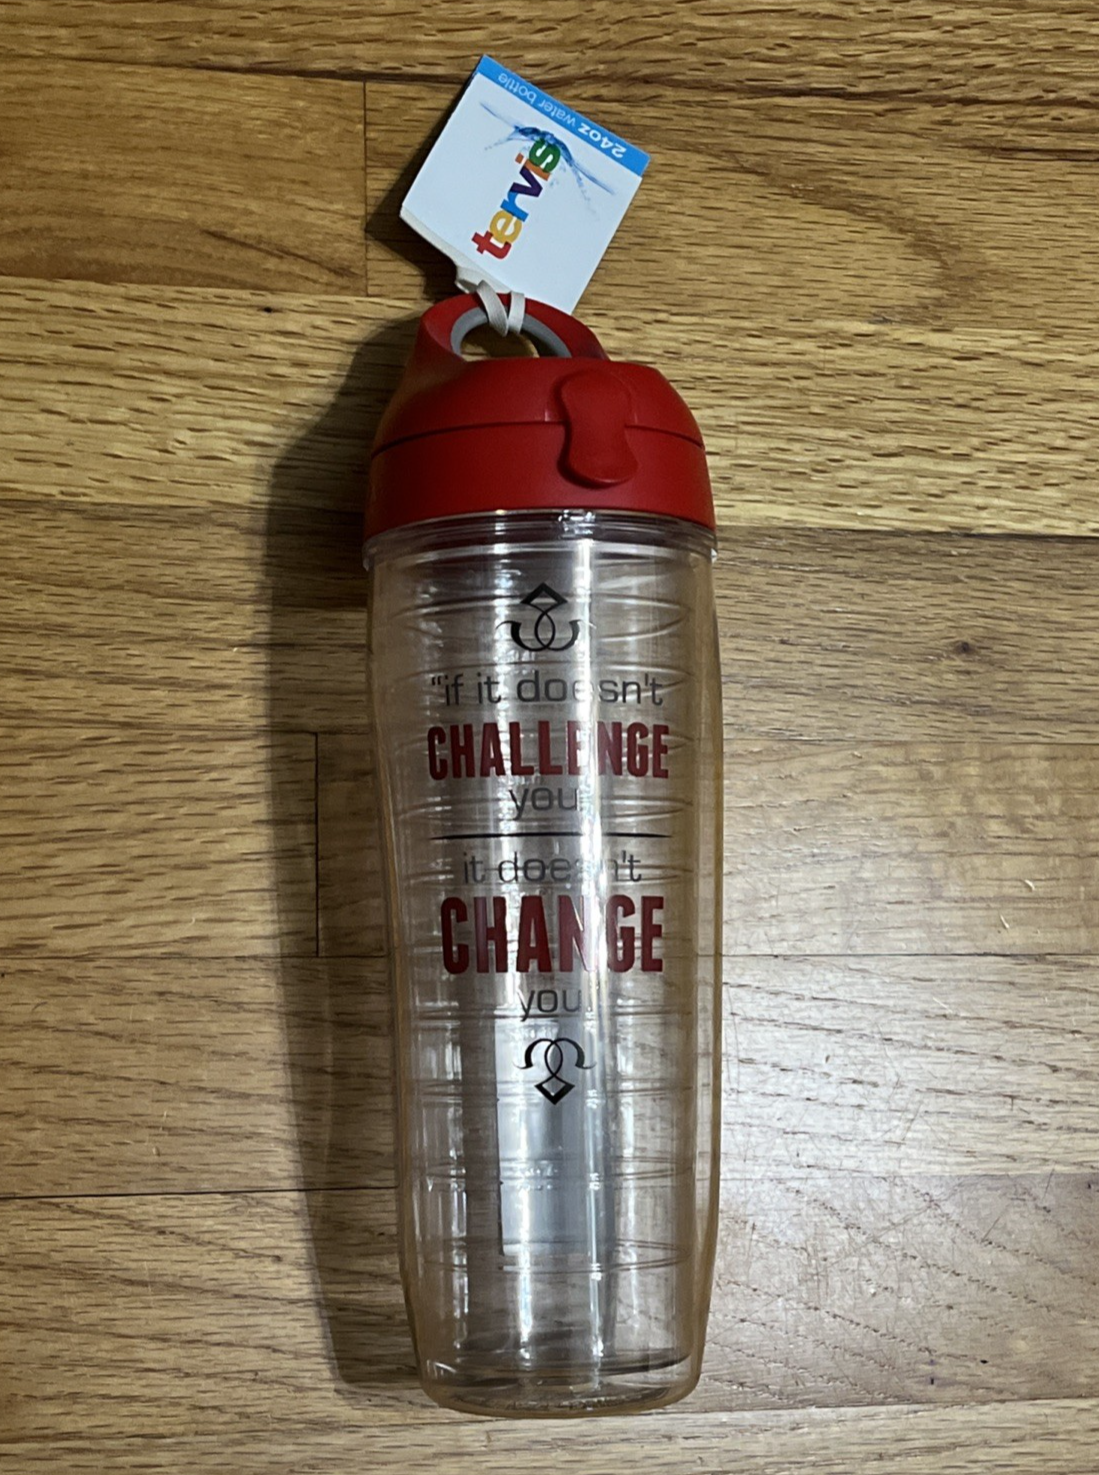 24oz water bottle
tervis
"if it doesn't
CHALLENGE
you
it doesn't
CHANGE
you